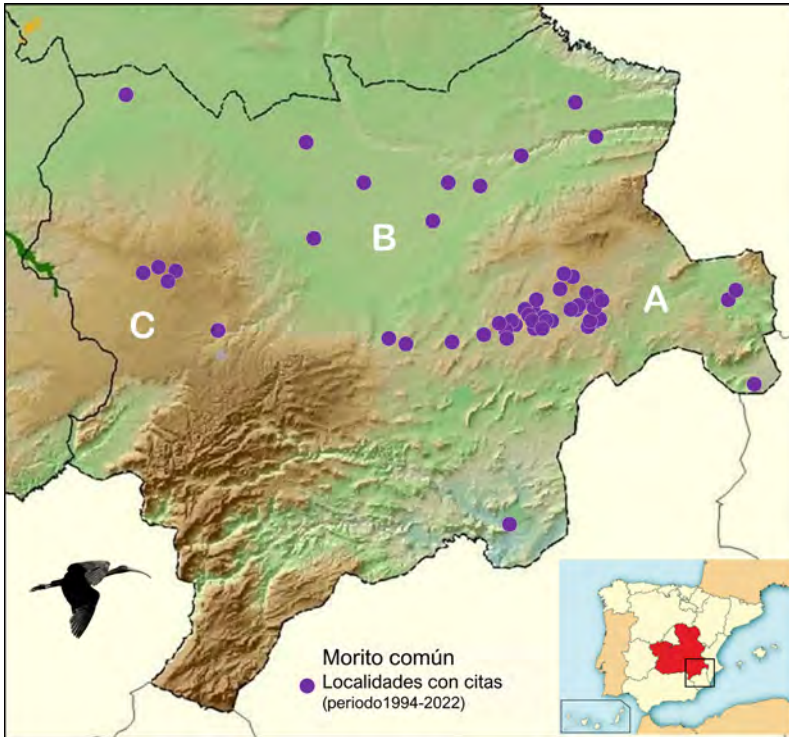 B
A
C
Morito común
Localidades con citas
(periodo1994-2022)